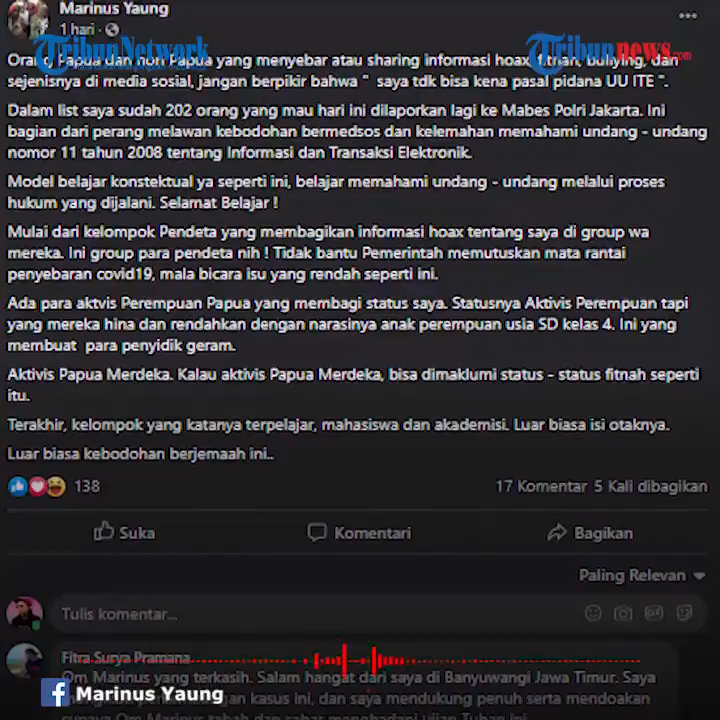 Marinus Yaung
1 hari
TribunNetwork
Tribunnews.com
Orang Papua dan non Papua yang menyebar atau sharing informasi hoax, fitnah, bullying, dan
sejenisnya di media sosial, jangan berpikir bahwa " saya tdk bisa kena pasal pidana UU ITE ".
Dalam list saya sudah 202 orang yang mau hari ini dilaporkan lagi ke Mabes Polri Jakarta. Ini
bagian dari perang melawan kebodohan bermedsos dan kelemahan memahami undang - undang
nomor 11 tahun 2008 tentang Informasi dan Transaksi Elektronik.
Model belajar konstektual ya seperti ini, belajar memahami undang - undang melalui proses
hukum yang dijalani. Selamat Belajar !
Mulai dari kelompok Pendeta yang membagikan informasi hoax tentang saya di group wa
mereka. Ini group para pendeta nih ! Tidak bantu Pemerintah memutuskan mata rantai
penyebaran covid19, mala bicara isu yang rendah seperti ini.
Ada para aktvis Perempuan Papua yang membagi status saya. Statusnya Aktivis Perempuan tapi
yang mereka hina dan rendahkan dengan narasinya anak perempuan usia SD kelas 4. Ini yang
membuat para penyidik geram.
Aktivis Papua Merdeka. Kalau aktivis Papua Merdeka, bisa dimaklumi status - status fitnah seperti
itu.
Terakhir, kelompok yang katanya terpelajar, mahasiswa dan akademisi. Luar biasa isi otaknya.
Luar biasa kebodohan berjemaah ini..
138
17 Komentar 5 Kali dibagikan
Suka
Komentari
Bagikan
Paling Relevan
Tulis komentar...
GIF
Fitra Surya Pramana
Om Marinus yang terkasih. Salam hangat dari saya di Banyuwangi Jawa Timur. Saya
kasus ini, dan saya mendukung penuh serta mendoakan
supaya Om Marinus tabah dan sabar menghadapi Ujian Tuhan ini.
f Marinus Yaung